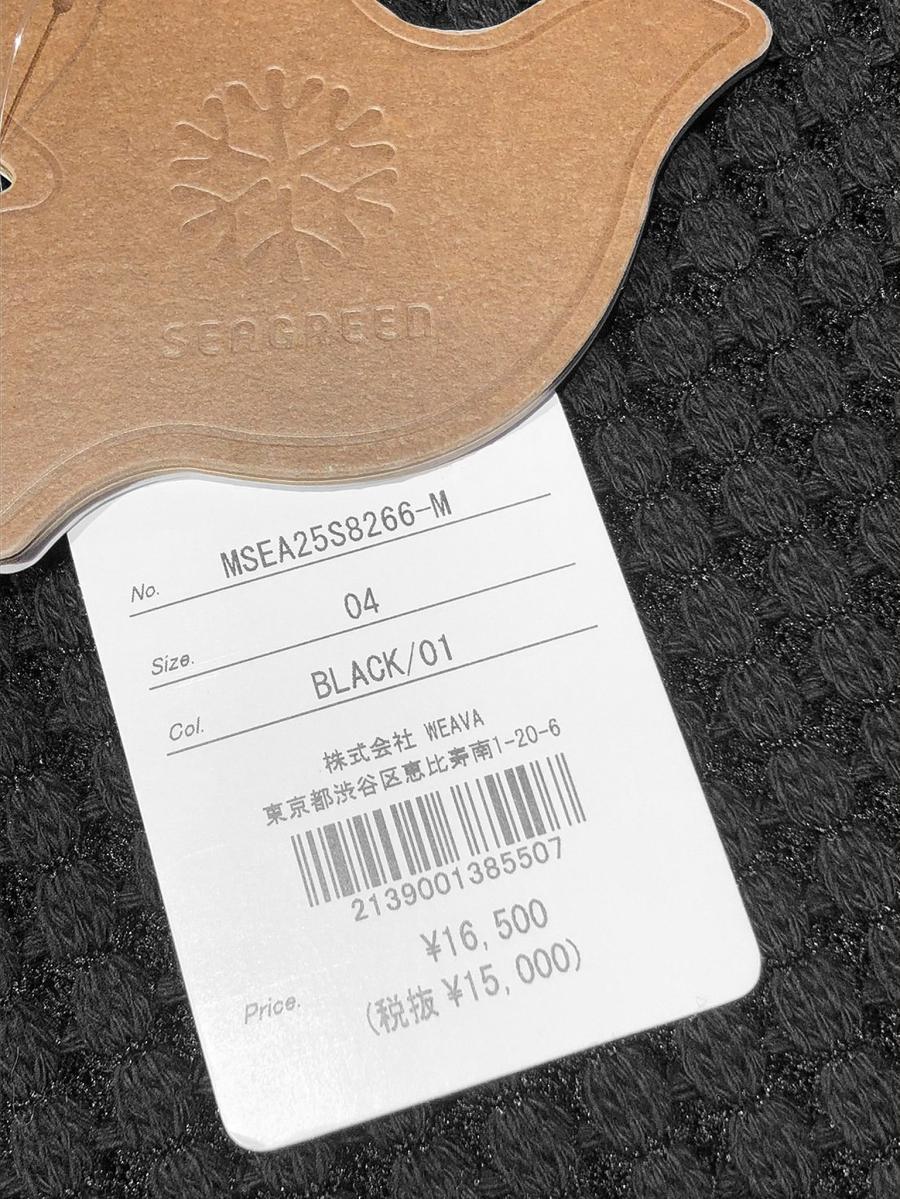 SEAGREEN
No. MSEA25S8266-M
Size. 04
Col. BLACK/01
株式会社 WEAVA
東京都渋谷区恵比寿南1-20-6
2139001385507
¥16,500
Price. (税抜 ¥15,000)